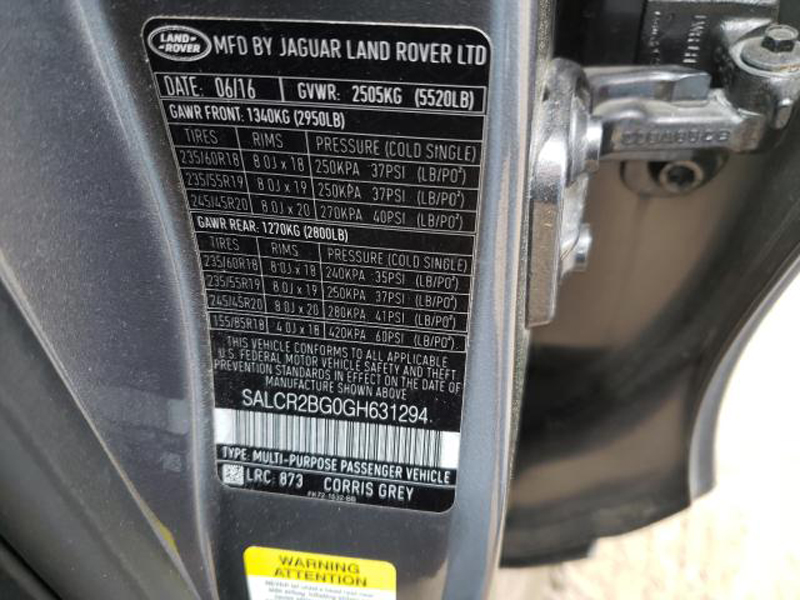 LAND
ROVER
MFD BY JAGUAR LAND ROVER LTD
DATE: 06/16 GVWR: 2505KG (5520LB)
GAWR FRONT: 1340KG (2950LB)
TIRES RIMS PRESSURE (COLD SINGLE)
235/60R18 8.0J x 18 250KPA 37PSI (LB/PO²)
235/55R19 8.0J x 19 250KPA 37PSI (LB/PO²)
245/45R20 8.0J x 20 270KPA 40PSI (LB/PO²)
GAWR REAR: 1270KG (2800LB)
TIRES RIMS PRESSURE (COLD SINGLE)
235/60R18 8.0J x 18 240KPA 35PSI (LB/PO²)
235/55R19 8.0J x 19 250KPA 37PSI (LB/PO²)
245/45R20 8.0J x 20 280KPA 41PSI (LB/PO²)
155/85R18 4.0J x 18 420KPA 60PSI (LB/PO²)
THIS VEHICLE CONFORMS TO ALL APPLICABLE
U.S. FEDERAL MOTOR VEHICLE SAFETY AND THEFT
PREVENTION STANDARDS IN EFFECT ON THE DATE OF
MANUFACTURE SHOWN ABOVE
SALCR2BG0GH631294
TYPE: MULTI-PURPOSE PASSENGER VEHICLE
LRC: 873 CORRIS GREY
WARNING
ATTENTION